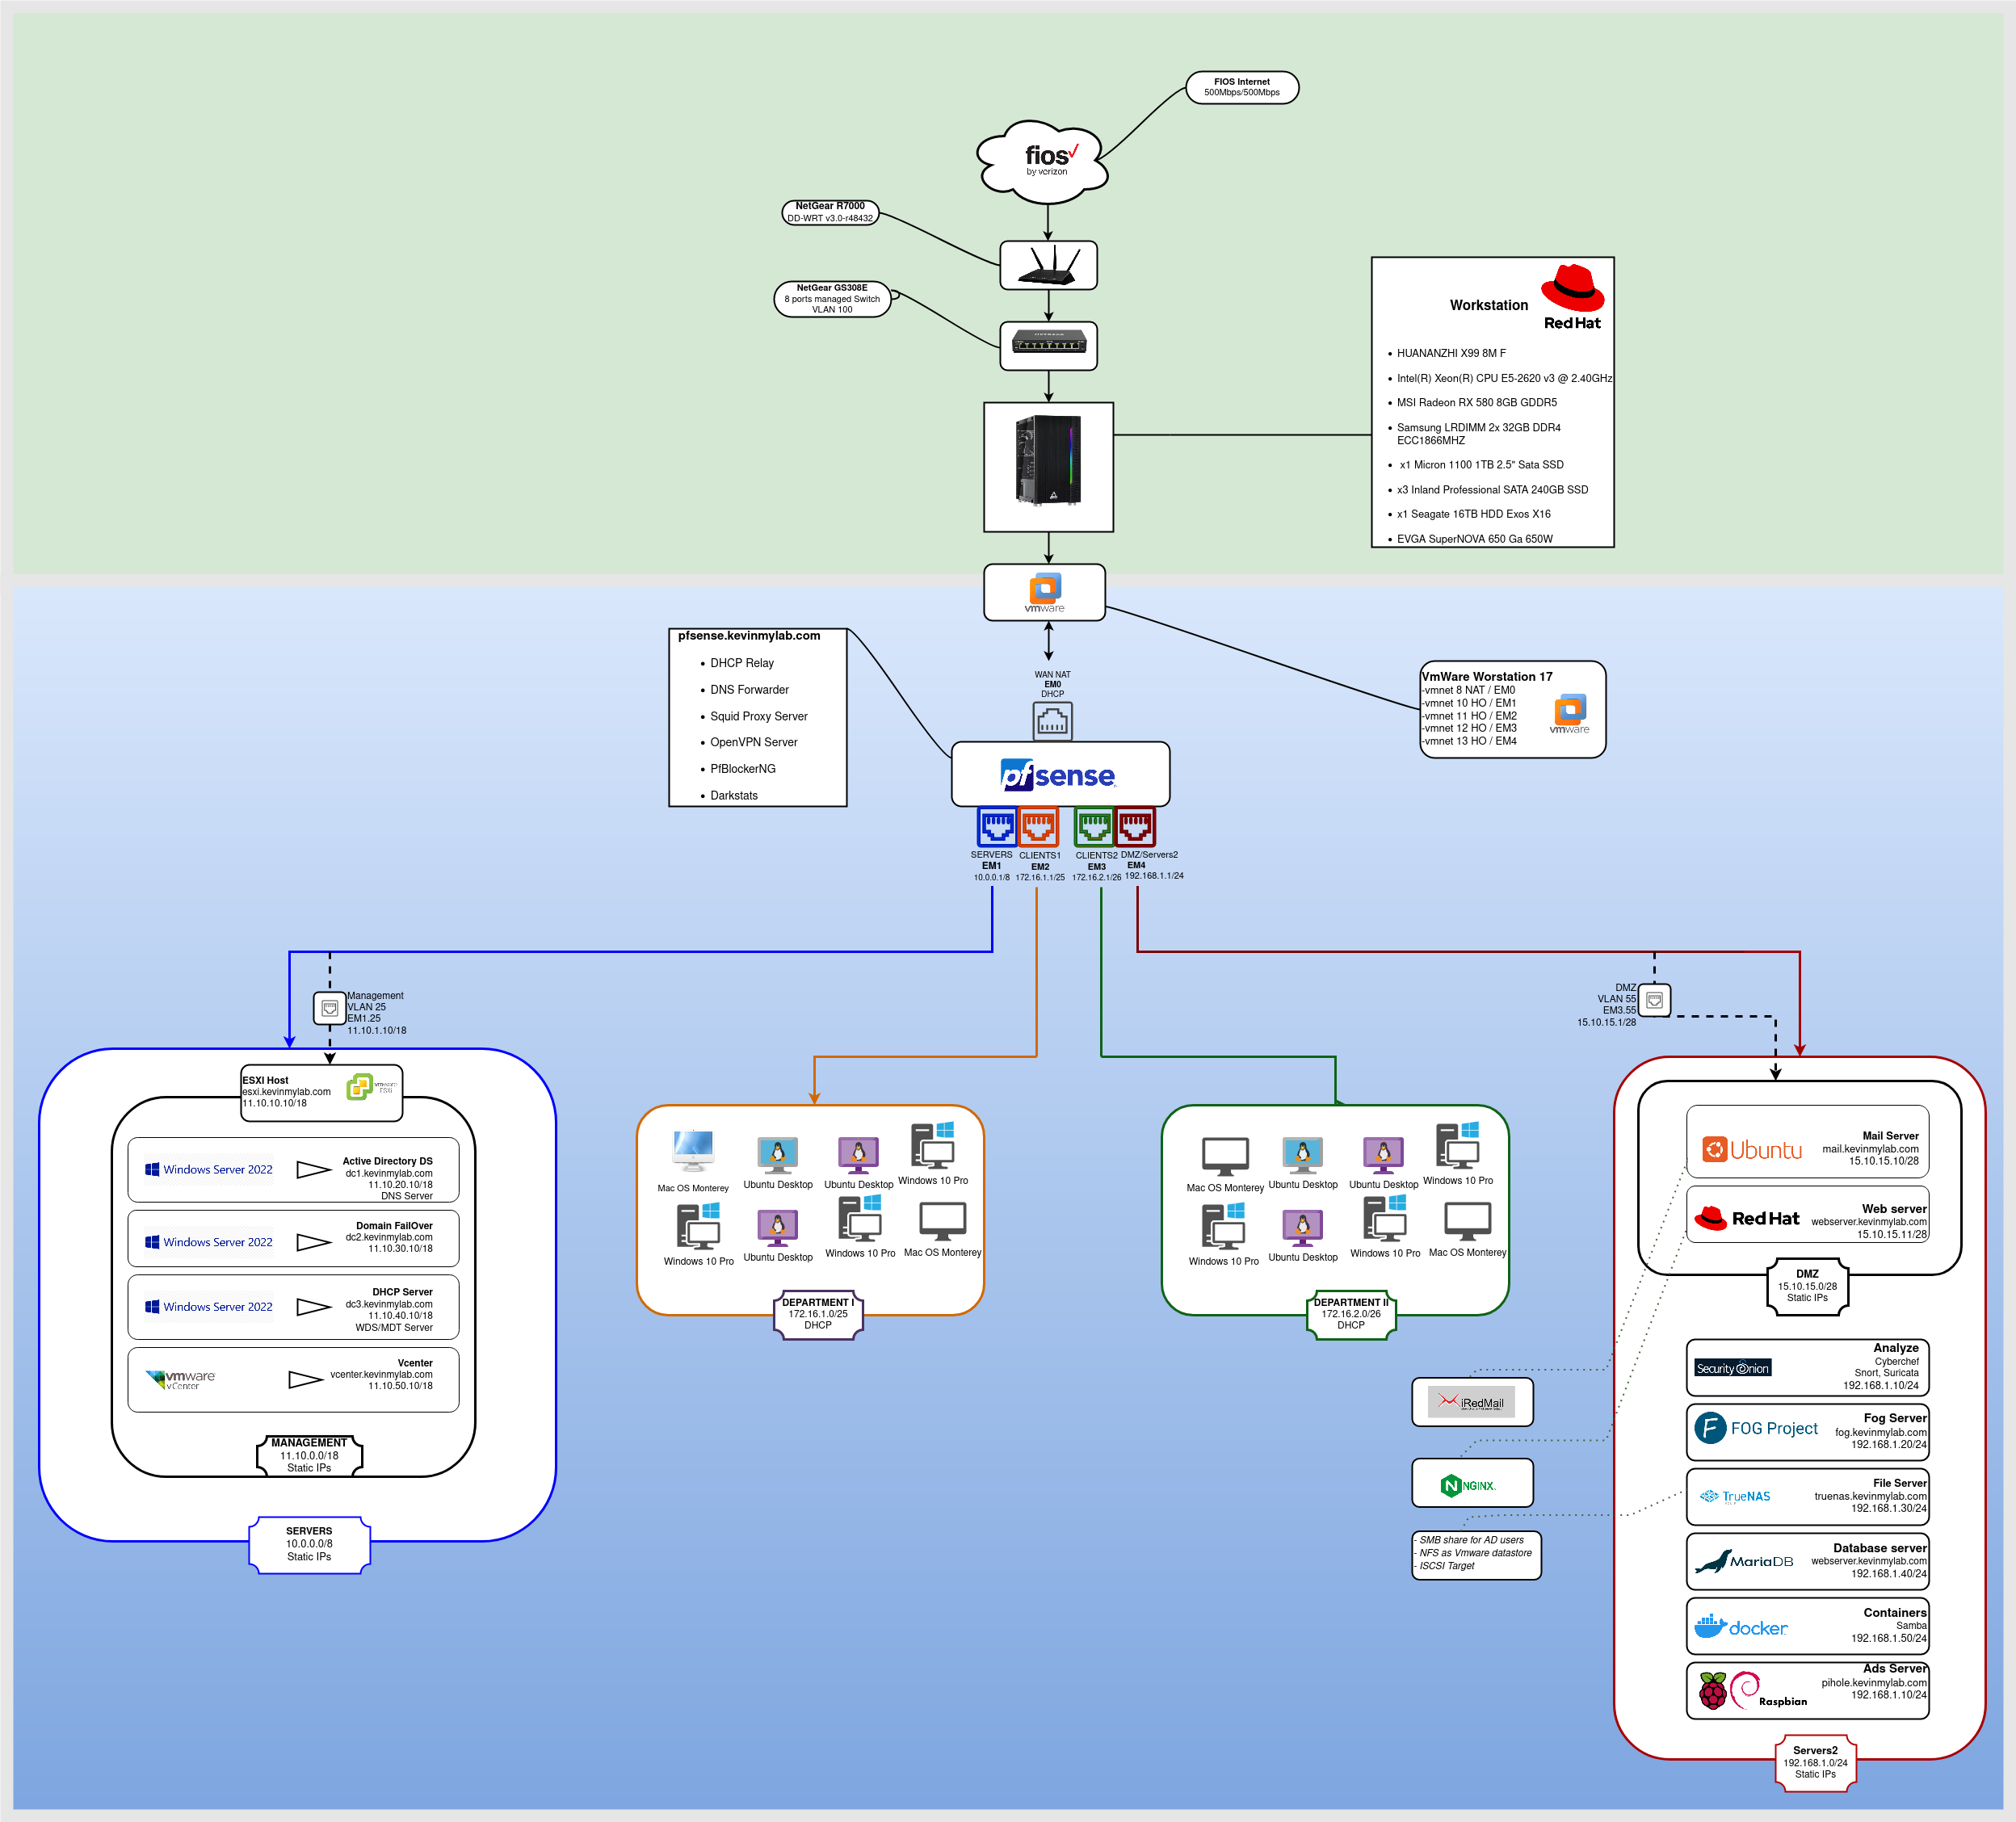 FIOS Internet
500Mbps/500Mbps
fios
by verizon
NetGear R7000
DD-WRT v3.0-r48432
NetGear GS308E
8 ports managed Switch
VLAN 100
Workstation
Red Hat
HUANANZHI X99 8M F
Intel(R) Xeon(R) CPU E5-2620 v3 @ 2.40GHz
MSI Radeon RX 580 8GB GDDR5
Samsung LRDIMM 2x 32GB DDR4
ECC1866MHZ
x1 Micron 1100 1TB 2.5" Sata SSD
x3 Inland Professional SATA 240GB SSD
x1 Seagate 16TB HDD Exos X16
EVGA SuperNOVA 650 Ga 650W
vmware
pfsense.kevinmylab.com
DHCP Relay
DNS Forwarder
Squid Proxy Server
OpenVPN Server
PfBlockerNG
Darkstats
WAN NAT
EM0
DHCP
VmWare Worstation 17
-vmnet 8 NAT / EM0
-vmnet 10 HO / EM1
-vmnet 11 HO / EM2
-vmnet 12 HO / EM3
-vmnet 13 HO / EM4
vmware
pfsense
SERVERS
EM1
10.0.0.1/8
CLIENTS1
EM2
172.16.1.1/25
CLIENTS2
EM3
172.16.2.1/26
DMZ/Servers2
EM4
192.168.1.1/24
Management
VLAN 25
EM1.25
11.10.1.10/18
DMZ
VLAN 55
EM3.55
15.10.15.1/28
ESXI Host
esxi.kevinmylab.com
11.10.10.10/18
vmware
ESXi
Windows Server 2022
Active Directory DS
dc1.kevinmylab.com
11.10.20.10/18
DNS Server
Windows Server 2022
Domain FailOver
dc2.kevinmylab.com
11.10.30.10/18
Windows Server 2022
DHCP Server
dc3.kevinmylab.com
11.10.40.10/18
WDS/MDT Server
vmware
vCenter
Vcenter
vcenter.kevinmylab.com
11.10.50.10/18
MANAGEMENT
11.10.0.0/18
Static IPs
SERVERS
10.0.0.0/8
Static IPs
Mac OS Monterey
Ubuntu Desktop
Ubuntu Desktop
Windows 10 Pro
Windows 10 Pro
Ubuntu Desktop
Windows 10 Pro
Mac OS Monterey
DEPARTMENT I
172.16.1.0/25
DHCP
Mac OS Monterey
Ubuntu Desktop
Ubuntu Desktop
Windows 10 Pro
Windows 10 Pro
Ubuntu Desktop
Windows 10 Pro
Mac OS Monterey
DEPARTMENT II
172.16.2.0/26
DHCP
Ubuntu
Mail Server
mail.kevinmylab.com
15.10.15.10/28
Red Hat
Web server
webserver.kevinmylab.com
15.10.15.11/28
DMZ
15.10.15.0/28
Static IPs
iRedMail
NGINX
- SMB share for AD users
- NFS as Vmware datastore
- ISCSI Target
Security Onion
Analyze
Cyberchef
Snort, Suricata
192.168.1.10/24
FOG Project
Fog Server
fog.kevinmylab.com
192.168.1.20/24
TrueNAS
File Server
truenas.kevinmylab.com
192.168.1.30/24
MariaDB
Database server
webserver.kevinmylab.com
192.168.1.40/24
docker
Containers
Samba
192.168.1.50/24
Raspbian
Ads Server
pihole.kevinmylab.com
192.168.1.10/24
Servers2
192.168.1.0/24
Static IPs